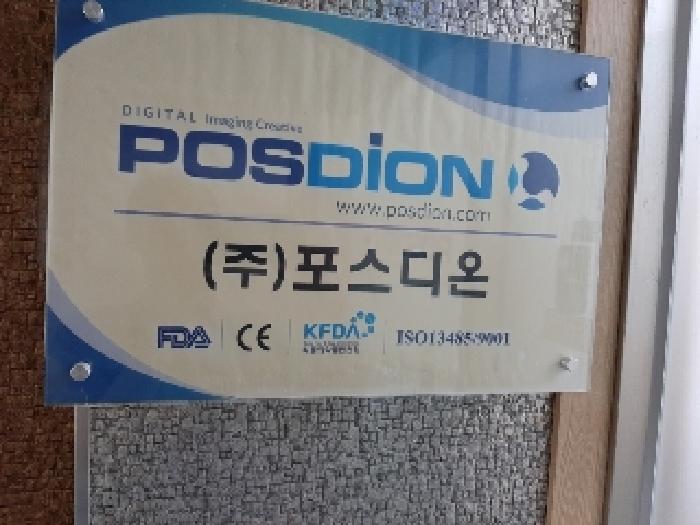 DIGITAL Imaging Creative
POSDION
www.posdion.com
(주)포스디온
FDA CE KFDA ISO13485/9001